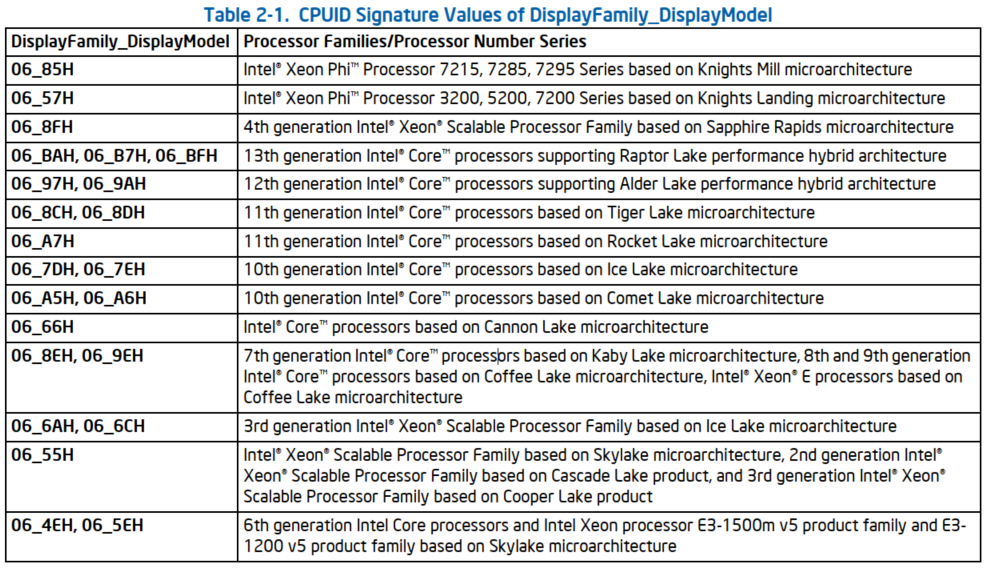 Table 2-1. CPUID Signature Values of DisplayFamily_DisplayModel
DisplayFamily_DisplayModel Processor Families/Processor Number Series
06_85H Intel® Xeon Phi™ Processor 7215, 7285, 7295 Series based on Knights Mill microarchitecture
06_57H Intel® Xeon Phi™ Processor 3200, 5200, 7200 Series based on Knights Landing microarchitecture
06_8FH 4th generation Intel® Xeon® Scalable Processor Family based on Sapphire Rapids microarchitecture
06_BAH, 06_B7H, 06_BFH 13th generation Intel® Core™ processors supporting Raptor Lake performance hybrid architecture
06_97H, 06_9AH 12th generation Intel® Core™ processors supporting Alder Lake performance hybrid architecture
06_8CH, 06_8DH 11th generation Intel® Core™ processors based on Tiger Lake microarchitecture
06_A7H 11th generation Intel® Core™ processors based on Rocket Lake microarchitecture
06_7DH, 06_7EH 10th generation Intel® Core™ processors based on Ice Lake microarchitecture
06_A5H, 06_A6H 10th generation Intel® Core™ processors based on Comet Lake microarchitecture
06_66H Intel® Core™ processors based on Cannon Lake microarchitecture
06_8EH, 06_9EH 7th generation Intel® Core™ processors based on Kaby Lake microarchitecture, 8th and 9th generation
Intel® Core™ processors based on Coffee Lake microarchitecture, Intel® Xeon® E processors based on
Coffee Lake microarchitecture
06_6AH, 06_6CH 3rd generation Intel® Xeon® Scalable Processor Family based on Ice Lake microarchitecture
06_55H Intel® Xeon® Scalable Processor Family based on Skylake microarchitecture, 2nd generation Intel®
Xeon® Scalable Processor Family based on Cascade Lake product, and 3rd generation Intel® Xeon®
Scalable Processor Family based on Cooper Lake product
06_4EH, 06_5EH 6th generation Intel Core processors and Intel Xeon processor E3-1500m v5 product family and E3-
1200 v5 product family based on Skylake microarchitecture